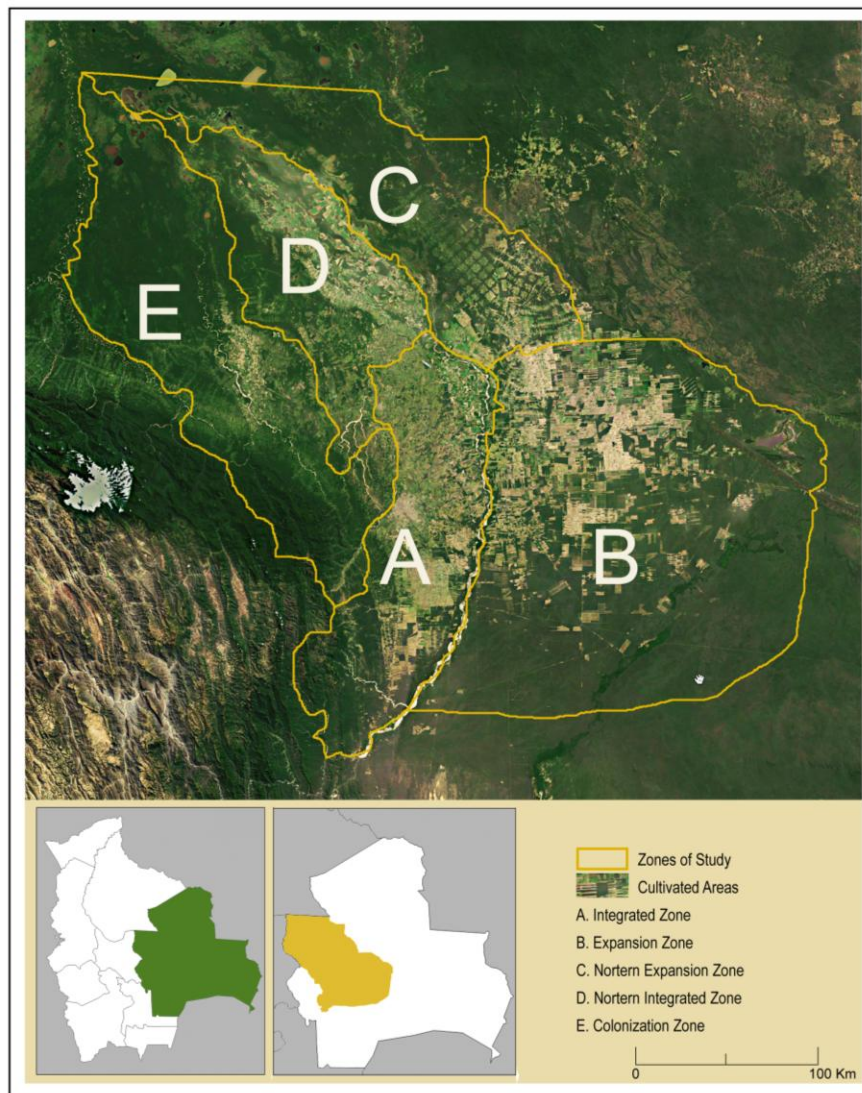 C
D
E
A
B
Zones of Study
Cultivated Areas
A. Integrated Zone
B. Expansion Zone
C. Nortern Expansion Zone
D. Nortern Integrated Zone
E. Colonization Zone
0 100 Km